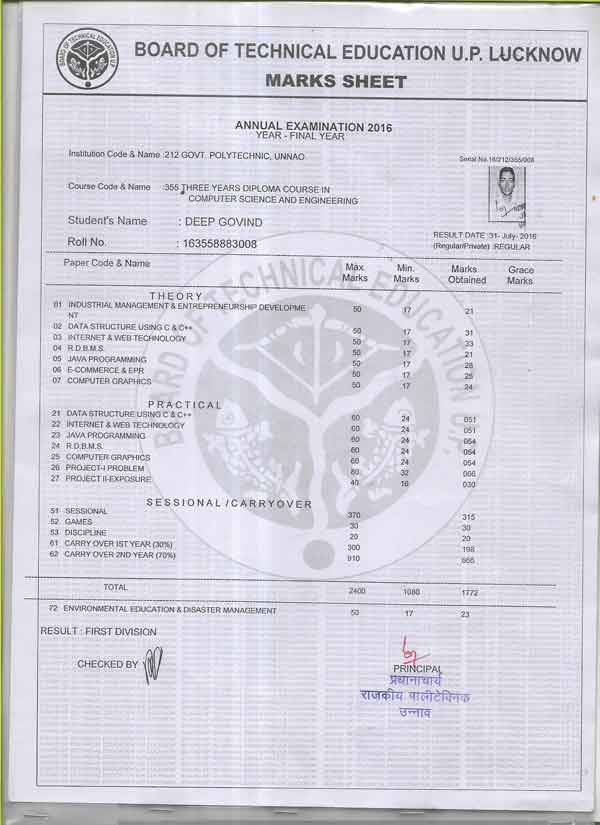 BOARD OF TECHNICAL EDUCATION U.P.
BOARD OF TECHNICAL EDUCATION U.P. LUCKNOW
MARKS SHEET
ANNUAL EXAMINATION 2016
YEAR - FINAL YEAR
Institution Code & Name :212 GOVT. POLYTECHNIC, UNNAO
Serial No.16/212/355/008
Course Code & Name :355 THREE YEARS DIPLOMA COURSE IN
COMPUTER SCIENCE AND ENGINEERING
Student's Name : DEEP GOVIND
RESULT DATE :31- July- 2016
Roll No. : 163558883008
(Regular/Private) :REGULAR
Paper Code & Name Max. Marks Min. Marks Marks Obtained Grace Marks
THEORY
01 INDUSTRIAL MANAGEMENT & ENTREPRENEURSHIP DEVELOPME 50 17 21
NT
02 DATA STRUCTURE USING C & C++ 50 17 31
03 INTERNET & WEB TECHNOLOGY 50 17 33
04 R.D.B.M.S. 50 17 21
05 JAVA PROGRAMMING 50 17 28
06 E-COMMERCE & EPR 50 17 25
07 COMPUTER GRAPHICS 50 17 24
PRACTICAL
21 DATA STRUCTURE USING C & C++ 60 24 051
22 INTERNET & WEB TECHNOLOGY 60 24 051
23 JAVA PROGRAMMING 60 24 054
24 R.D.B.M.S. 60 24 054
25 COMPUTER GRAPHICS 60 24 054
26 PROJECT-I PROBLEM 80 32 066
27 PROJECT II-EXPOSURE 40 16 030
SESSIONAL /CARRYOVER
51 SESSIONAL 370 315
52 GAMES 30 30
53 DISCIPLINE 20 20
61 CARRY OVER IST YEAR (30%) 300 198
62 CARRY OVER 2ND YEAR (70%) 910 666
TOTAL 2400 1080 1772
72 ENVIRONMENTAL EDUCATION & DISASTER MANAGEMENT 50 17 23
RESULT : FIRST DIVISION
CHECKED BY
PRINCIPAL
प्रधानाचार्य
राजकीय पालीटेक्निक
उन्नाव
BOARD OF TECHNICAL EDUCATION U.P.